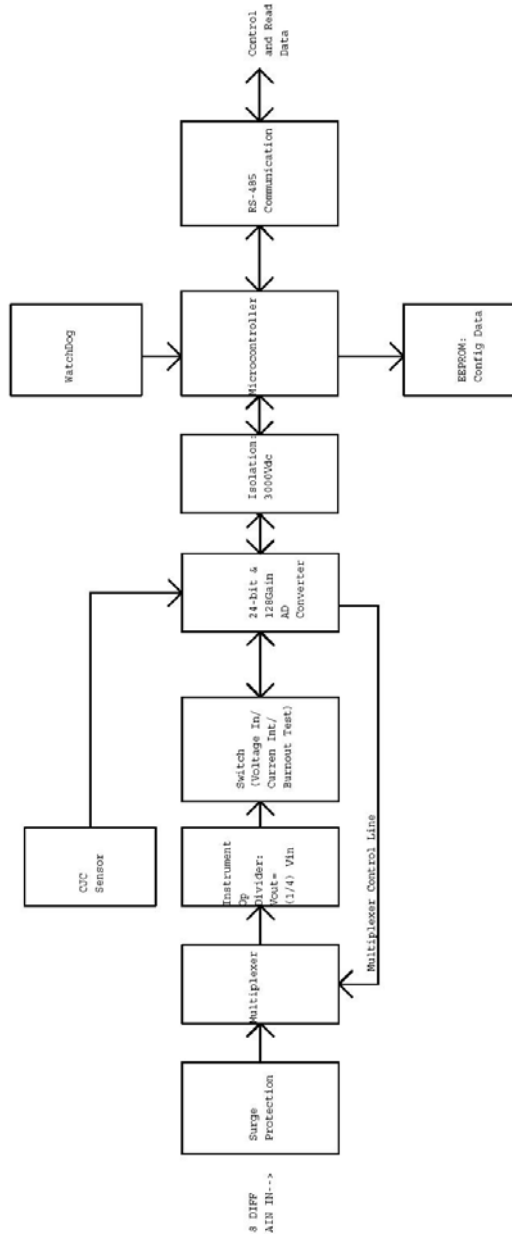 8 DIFF
AIN IN-->
Surge
Protection
Multiplexer
Instrument
Op
Divider:
Vout=
(1/4) Vin
Switch
(Voltage In/
Curren Int/
Burnout Test)
24-bit &
128Gain
AD
Converter
Isolation:
3000Vdc
Microcontroller
RS-485
Communication
Control
and Read
Data
CJC
Sensor
WatchDog
EEPROM:
Config Data
Multiplexer Control Line